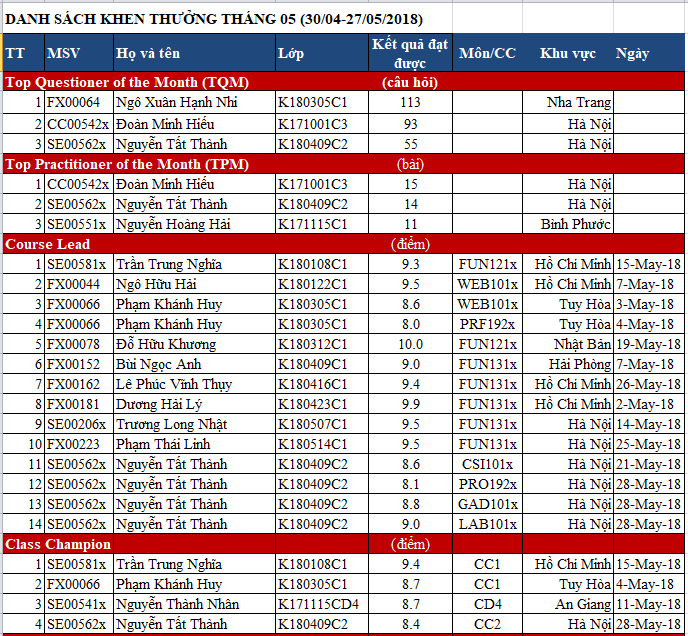 DANH SÁCH KHEN THƯỞNG THÁNG 05 (30/04-27/05/2018)
TT MSV Họ và tên Lớp Kết quả đạt được Môn/CC Khu vực Ngày
Top Questioner of the Month (TQM) (câu hỏi)
1 FX00064 Ngô Xuân Hạnh Nhi K180305C1 113 Nha Trang
2 CC00542x Đoàn Minh Hiếu K171001C3 93 Hà Nội
3 SE00562x Nguyễn Tất Thành K180409C2 55 Hà Nội
Top Practitioner of the Month (TPM) (bài)
1 CC00542x Đoàn Minh Hiếu K171001C3 15 Hà Nội
2 SE00562x Nguyễn Tất Thành K180409C2 14 Hà Nội
3 SE00551x Nguyễn Hoàng Hải K171115C1 11 Bình Phước
Course Lead (điểm)
1 SE00581x Trần Trung Nghĩa K180108C1 9.3 FUN121x Hồ Chí Minh 15-May-18
2 FX00044 Ngô Hữu Hải K180122C1 9.5 WEB101x Hồ Chí Minh 7-May-18
3 FX00066 Phạm Khánh Huy K180305C1 8.6 WEB101x Tuy Hòa 3-May-18
4 FX00066 Phạm Khánh Huy K180305C1 8.0 PRF192x Tuy Hòa 4-May-18
5 FX00078 Đỗ Hữu Khương K180312C1 10.0 FUN121x Nhật Bản 19-May-18
6 FX00152 Bùi Ngọc Anh K180409C1 9.0 FUN131x Hải Phòng 7-May-18
7 FX00162 Lê Phúc Vĩnh Thụy K180416C1 9.4 FUN131x Hồ Chí Minh 26-May-18
8 FX00181 Dương Hải Lý K180423C1 9.9 FUN131x Hồ Chí Minh 2-May-18
9 SE00206x Trương Long Nhật K180507C1 9.5 FUN131x Hà Nội 14-May-18
10 FX00223 Phạm Thái Linh K180514C1 9.5 FUN131x Hà Nội 25-May-18
11 SE00562x Nguyễn Tất Thành K180409C2 8.6 CSI101x Hà Nội 21-May-18
12 SE00562x Nguyễn Tất Thành K180409C2 8.1 PRO192x Hà Nội 28-May-18
13 SE00562x Nguyễn Tất Thành K180409C2 8.8 GAD101x Hà Nội 28-May-18
14 SE00562x Nguyễn Tất Thành K180409C2 9.0 LAB101x Hà Nội 28-May-18
Class Champion (điểm)
1 SE00581x Trần Trung Nghĩa K180108C1 9.4 CC1 Hồ Chí Minh 15-May-18
2 FX00066 Phạm Khánh Huy K180305C1 8.7 CC1 Tuy Hòa 4-May-18
3 SE00541x Nguyễn Thành Nhân K171115CD4 8.7 CD4 An Giang 11-May-18
4 SE00562x Nguyễn Tất Thành K180409C2 8.4 CC2 Hà Nội 28-May-18